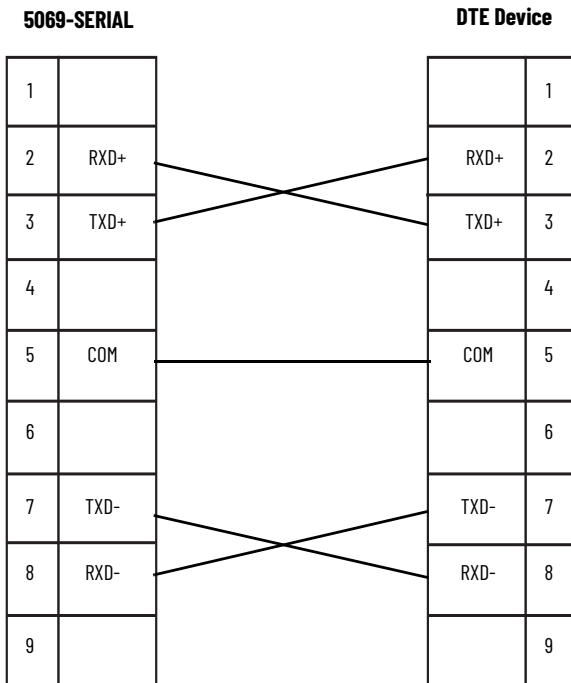 5069-SERIAL DTE Device
1 1
2 RXD+ RXD+ 2
3 TXD+ TXD+ 3
4 4
5 COM COM 5
6 6
7 TXD- TXD- 7
8 RXD- RXD- 8
9 9